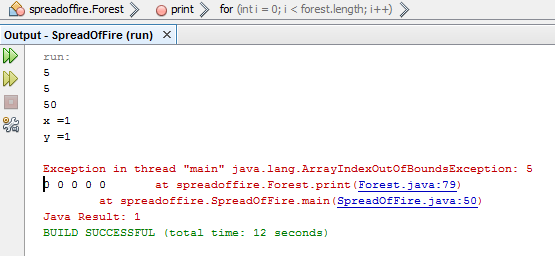 spreadoffire.Forest print for (int i = 0; i < forest.length; i++)
Output - SpreadOfFire (run) X
run:
5
5
50
x =1
y =1
Exception in thread "main" java.lang.ArrayIndexOutOfBoundsException: 5
0 0 0 0 0 at spreadoffire.Forest.print(Forest.java:79)
at spreadoffire.SpreadOfFire.main(SpreadOfFire.java:50)
Java Result: 1
BUILD SUCCESSFUL (total time: 12 seconds)